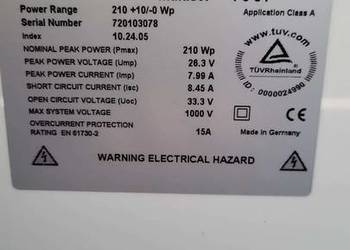 Power Range 210 +10/-0 Wp
Application Class A
Serial Number 720103078
Index 10.24.05
NOMINAL PEAK POWER (Pmax) 210 Wp
PEAK POWER VOLTAGE (Ump) 26.3 V
PEAK POWER CURRENT (Imp) 7.99 A
SHORT CIRCUIT CURRENT (Isc) 8.45 A
OPEN CIRCUIT VOLTAGE (Uoc) 33.3 V
MAX SYSTEM VOLTAGE 1000 V
OVERCURRENT PROTECTION
RATING EN 61730-2 15A
www.tuv.com
TÜVRheinland
ID: 0000024990
CE
Made in Germany
WARNING ELECTRICAL HAZARD